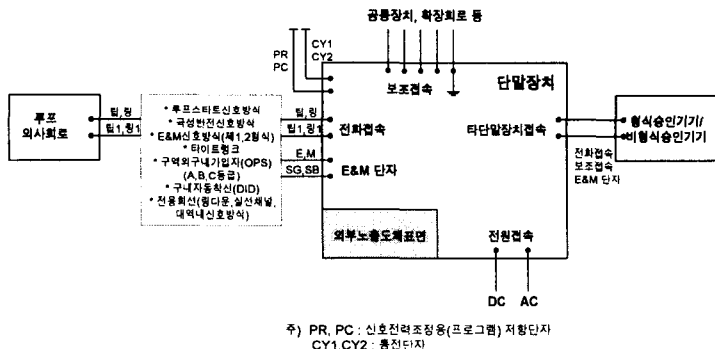 공통장치, 확장회로 등
CY1
CY2
PR
PC
단말장치
보조접속
루프
의사회로
팁,링
팁1,링1
* 루프스타트신호방식
* 극성반전신호방식
* E&M신호방식(제1,2형식)
* 타이트렁크
* 구역외구내가입자(OPS)
(A,B,C등급)
* 구내자동착신(DID)
* 전용회선(링다운,실선채널,
대역내신호방식)
팁,링
팁1,링1
전화접속
E,M
SG,SB
E&M 단자
타단말장치접속
형식승인기기/
비형식승인기기
전화접속
보조접속
E&M 단자
외부노출도체표면
전원접속
DC AC
주) PR, PC : 신호전력조정용(프로그램) 저항단자
CY1,CY2 : 통전단자